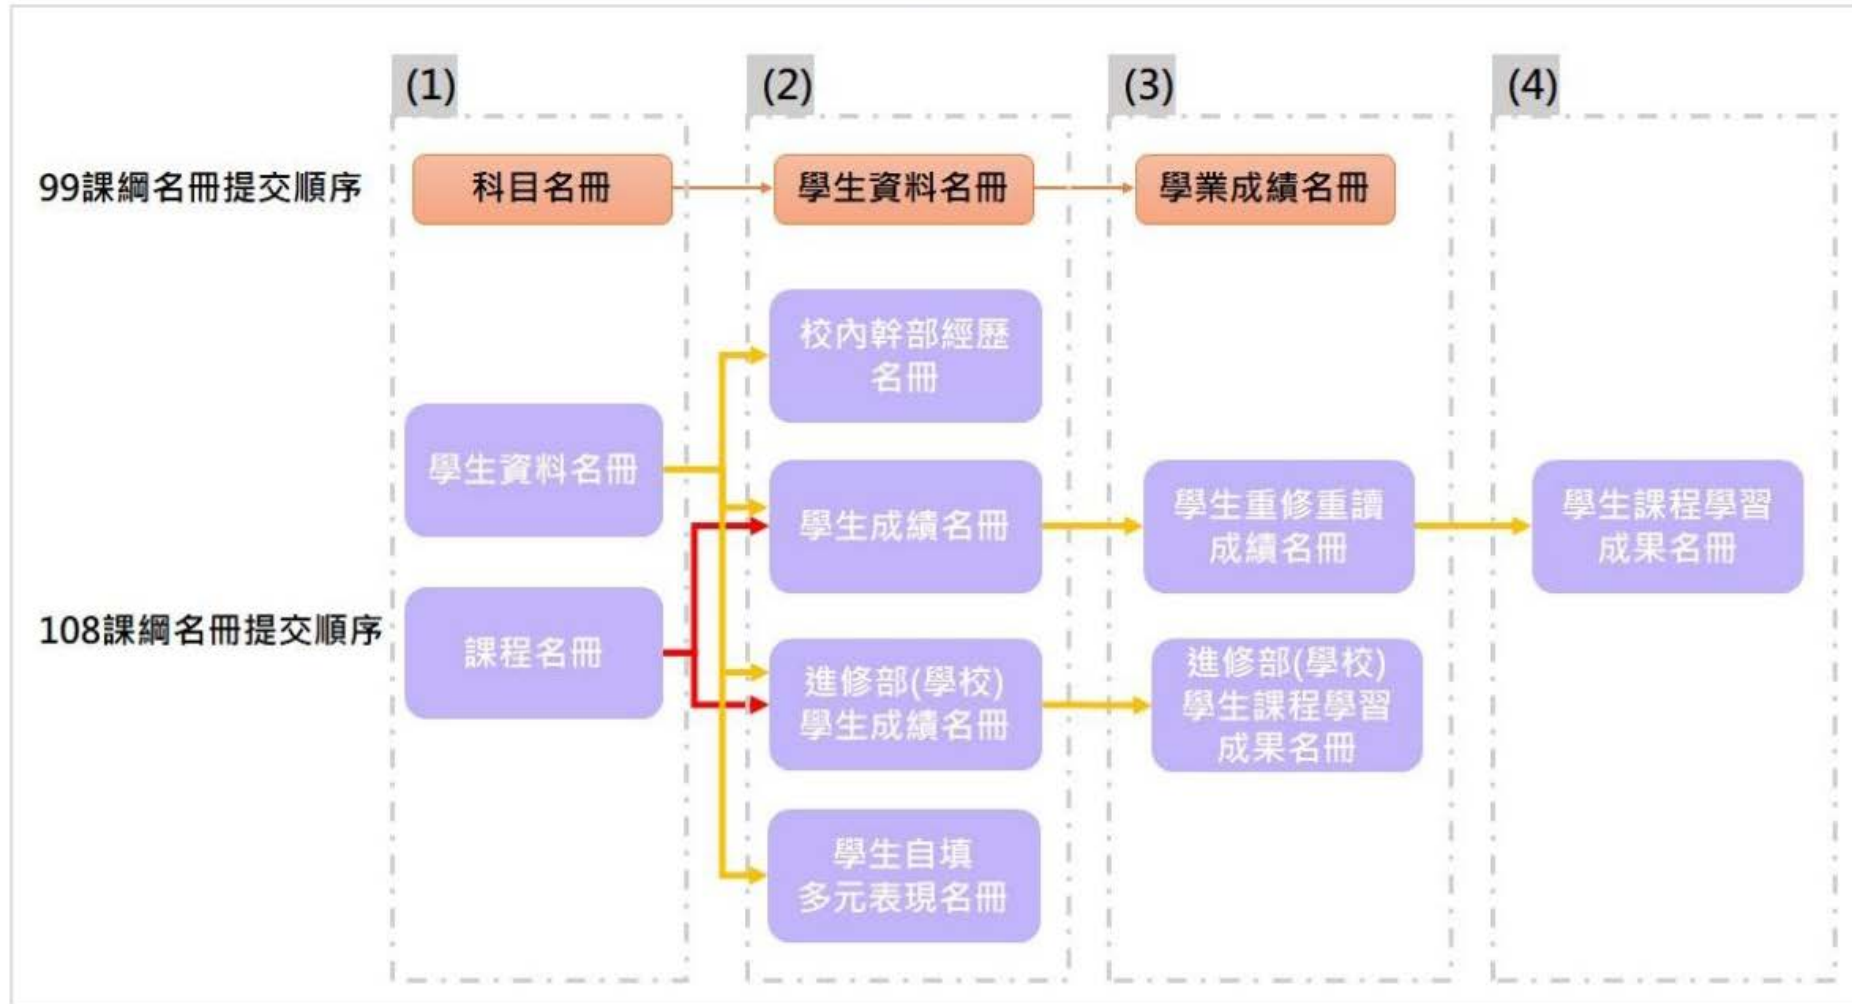 (1)
(2)
(3)
(4)
99課綱名冊提交順序
科目名冊
學生資料名冊
學業成績名冊
校內幹部經歷
名冊
學生資料名冊
學生成績名冊
學生重修重讀
成績名冊
學生課程學習
成果名冊
108課綱名冊提交順序
課程名冊
進修部(學校)
學生成績名冊
進修部(學校)
學生課程學習
成果名冊
學生自填
多元表現名冊